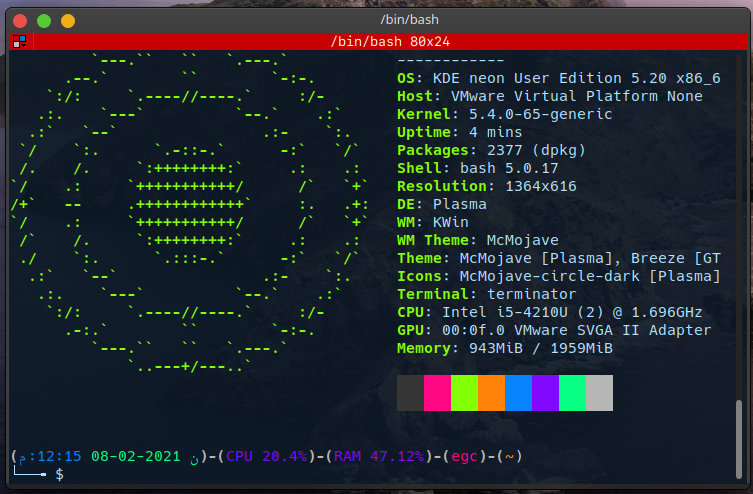 /bin/bash
/bin/bash 80x24
------------
OS: KDE neon User Edition 5.20 x86_6
Host: VMware Virtual Platform None
Kernel: 5.4.0-65-generic
Uptime: 4 mins
Packages: 2377 (dpkg)
Shell: bash 5.0.17
Resolution: 1364x616
DE: Plasma
WM: KWin
WM Theme: McMojave
Theme: McMojave [Plasma], Breeze [GT
Icons: McMojave-circle-dark [Plasma]
Terminal: terminator
CPU: Intel i5-4210U (2) @ 1.696GHz
GPU: 00:0f.0 VMware SVGA II Adapter
Memory: 943MiB / 1959MiB
(م:12:15 08-02-2021 ن)-(CPU 20.4%)-(RAM 47.12%)-(egc)-(~)
$